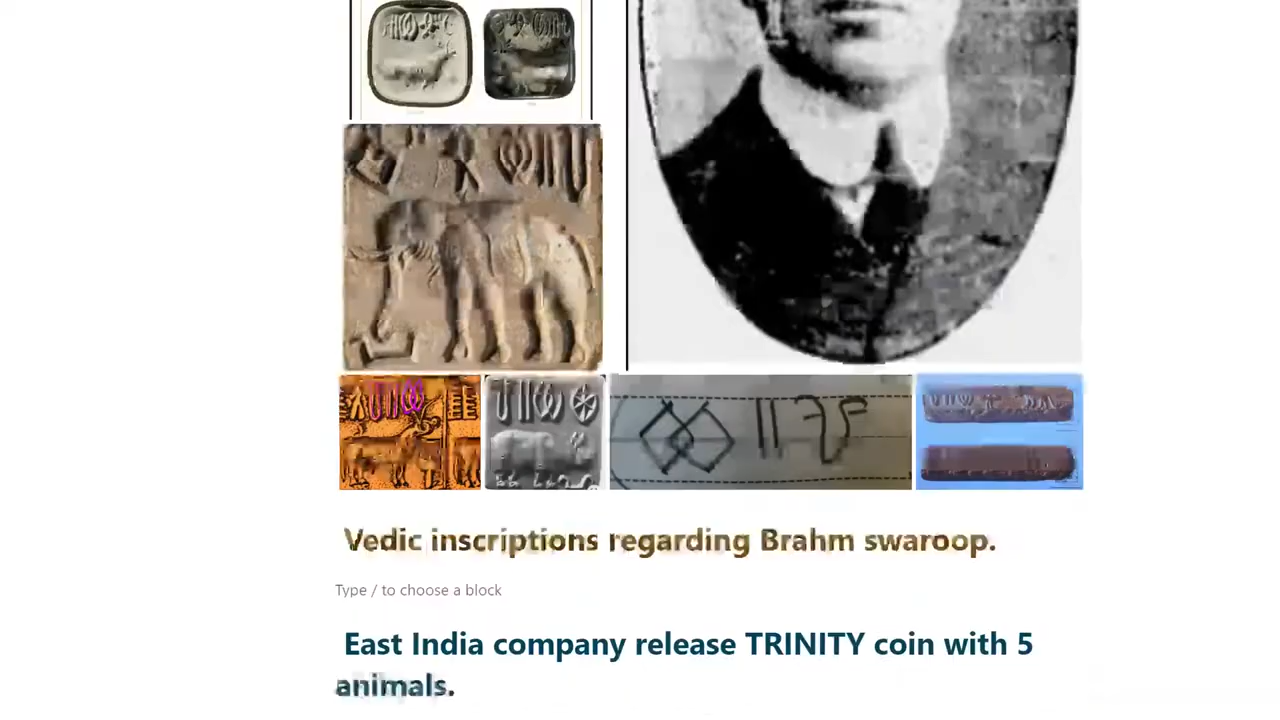 Vedic inscriptions regarding Brahm swaroop.
Type / to choose a block
East India company release TRINITY coin with 5
animals.